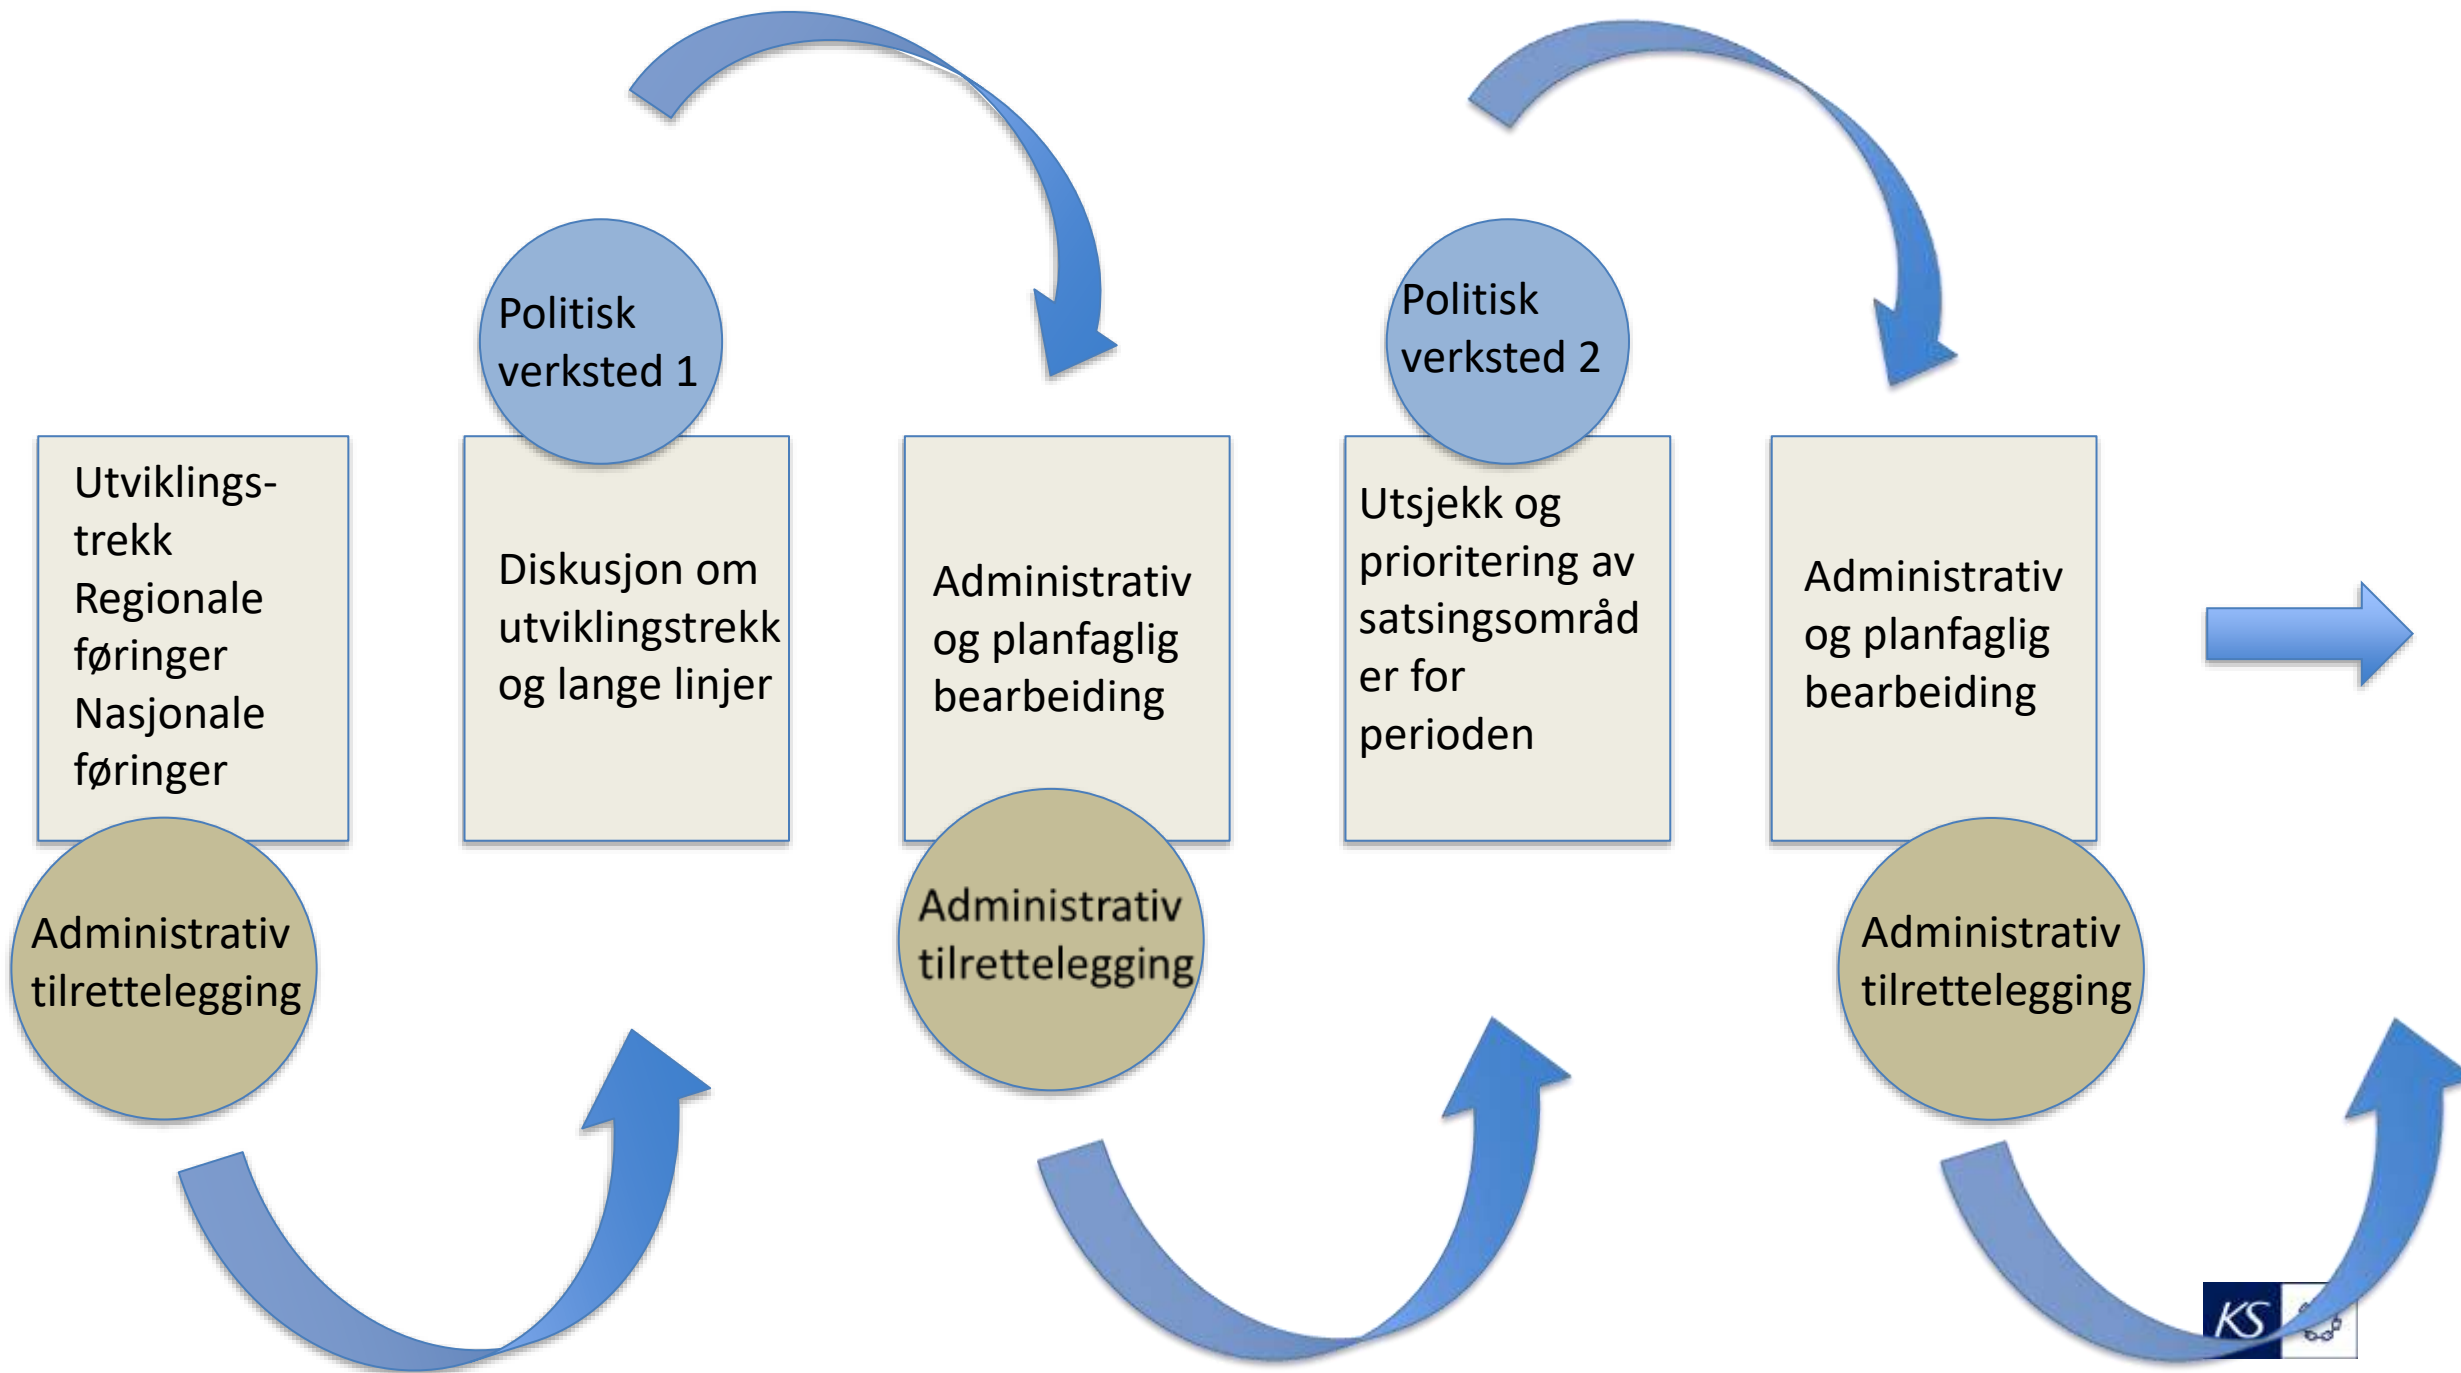 Politisk
verksted 1
Politisk
verksted 2
Utviklings-
trekk
Regionale
føringer
Nasjonale
føringer
Diskusjon om
utviklingstrekk
og lange linjer
Administrativ
og planfaglig
bearbeiding
Utsjekk og
prioritering av
satsingsområd
er for
perioden
Administrativ
og planfaglig
bearbeiding
Administrativ
tilrettelegging
Administrativ
tilrettelegging
Administrativ
tilrettelegging
KS